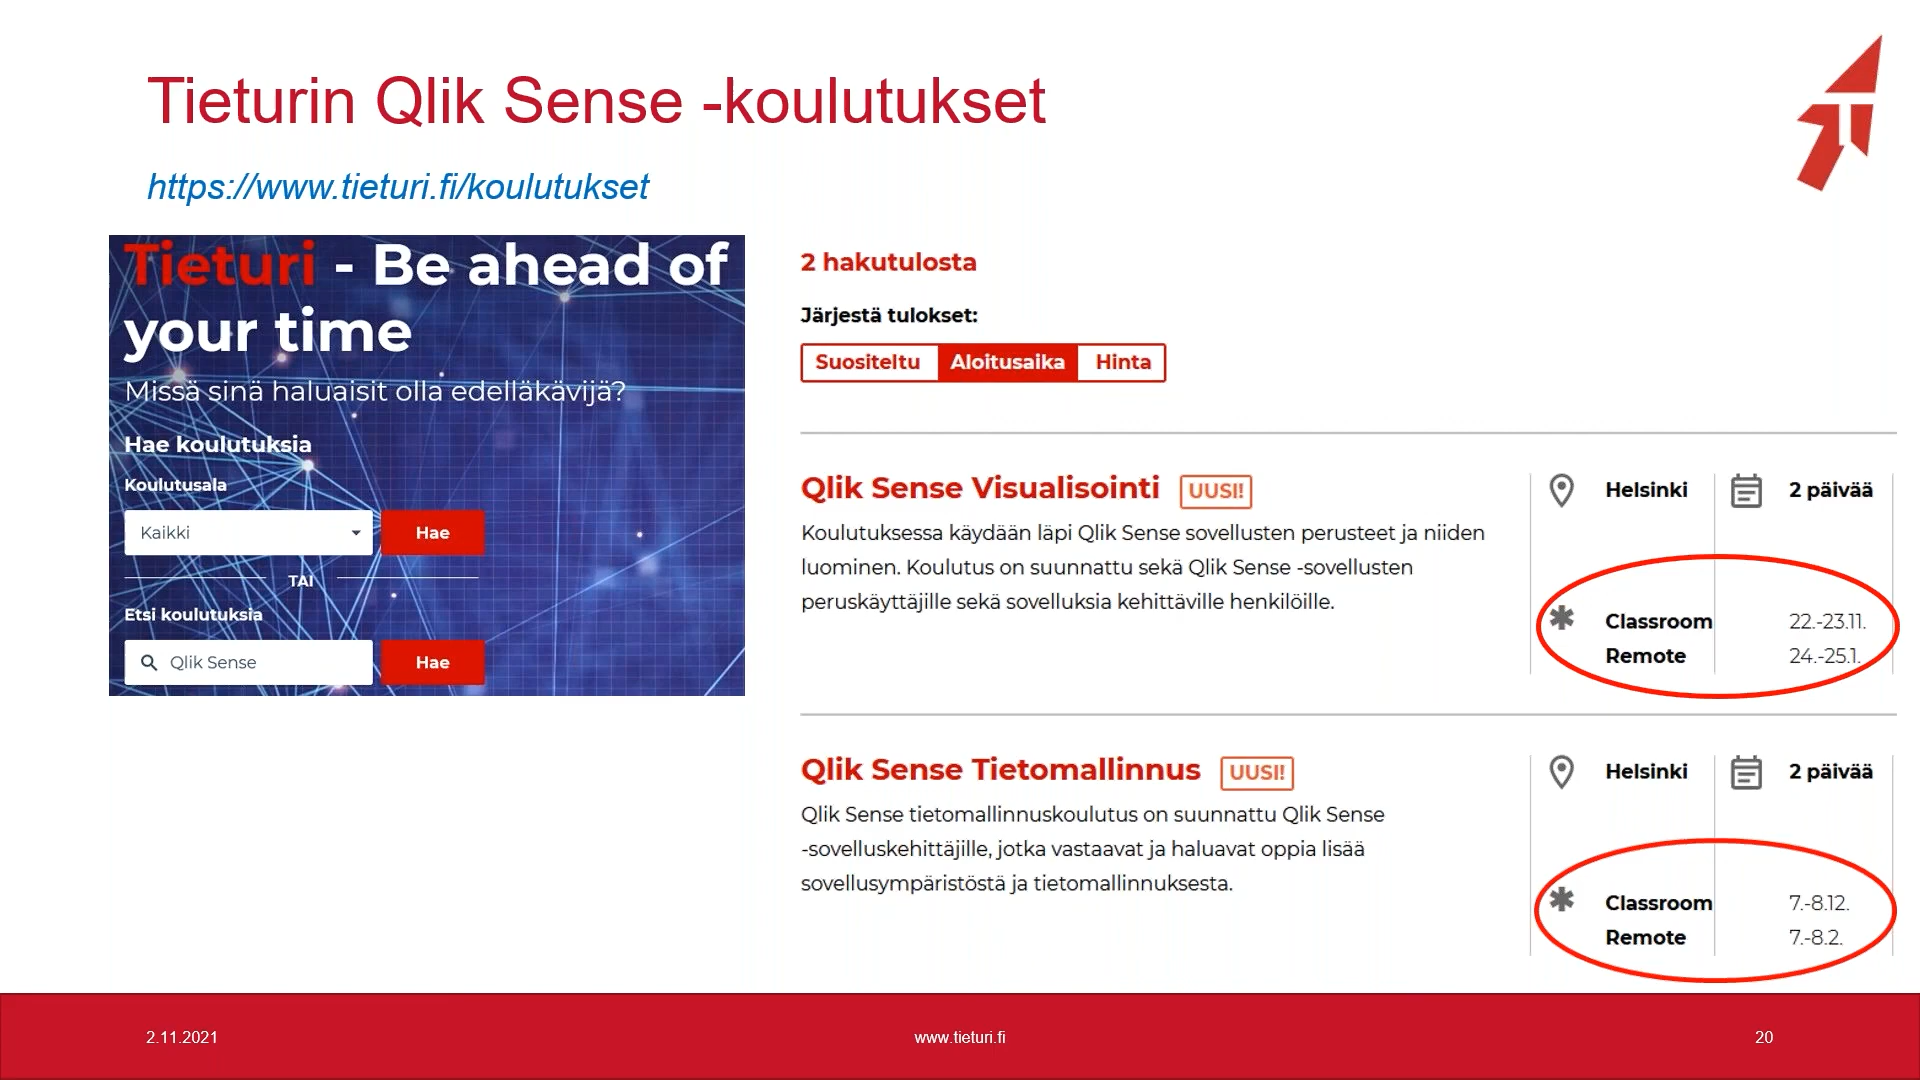 Tieturin Qlik Sense -koulutukset
https://www.tieturi.fi/koulutukset
Tieturi - Be ahead of
your time
Missä sinä haluaisit olla edelläkävijä?
Hae koulutuksia
Koulutusala
Kaikki
Hae
TAI
Etsi koulutuksia
Qlik Sense
Hae
2 hakutulosta
Järjestä tulokset:
Suositeltu Aloitusaika Hinta
Qlik Sense Visualisointi UUSI!
Koulutuksessa käydään läpi Qlik Sense sovellusten perusteet ja niiden
luominen. Koulutus on suunnattu sekä Qlik Sense -sovellusten
peruskäyttäjille sekä sovelluksia kehittäville henkilöille.
Helsinki 2 päivää
Classroom 22.-23.11.
Remote 24.-25.1.
Qlik Sense Tietomallinnus UUSI!
Qlik Sense tietomallinnuskoulutus on suunnattu Qlik Sense
-sovelluskehittäjille, jotka vastaavat ja haluavat oppia lisää
sovellusympäristöstä ja tietomallinnuksesta.
Helsinki 2 päivää
Classroom 7.-8.12.
Remote 7.-8.2.
2.11.2021 www.tieturi.fi 20